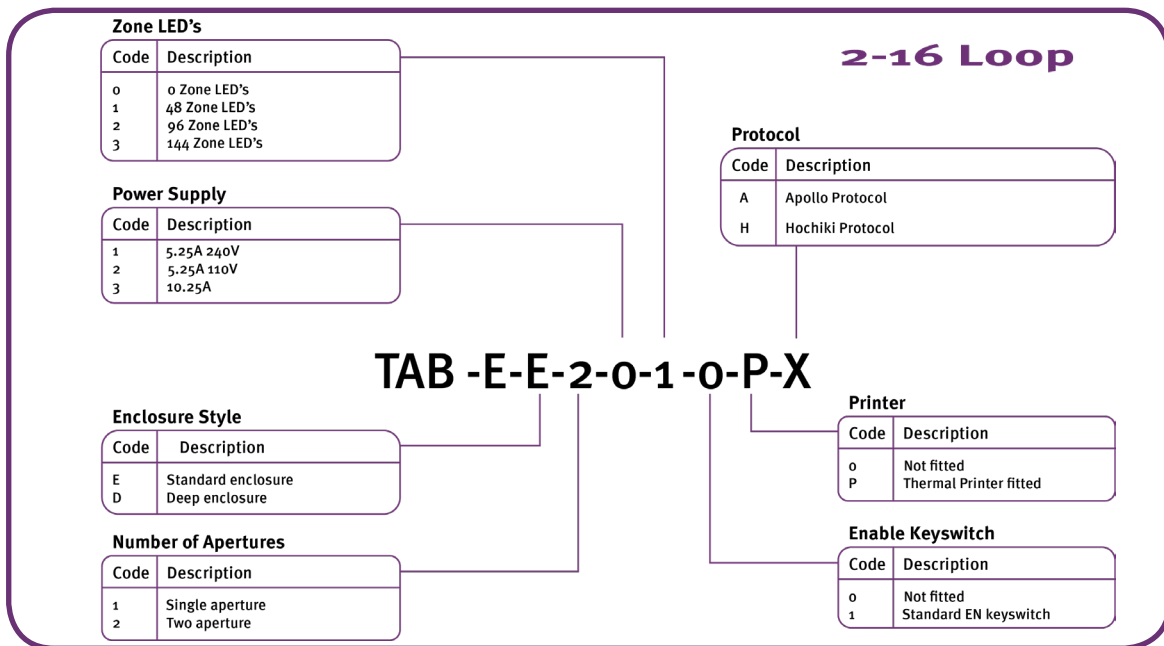 2-16 Loop
Zone LED's
Code Description
0 0 Zone LED's
1 48 Zone LED's
2 96 Zone LED's
3 144 Zone LED's
Power Supply
Code Description
1 5.25A 240V
2 5.25A 110V
3 10.25A
Protocol
Code Description
A Apollo Protocol
H Hochiki Protocol
TAB -E-E-2-0-1-0-P-X
Enclosure Style
Code Description
E Standard enclosure
D Deep enclosure
Number of Apertures
Code Description
1 Single aperture
2 Two aperture
Printer
Code Description
0 Not fitted
P Thermal Printer fitted
Enable Keyswitch
Code Description
0 Not fitted
1 Standard EN keyswitch